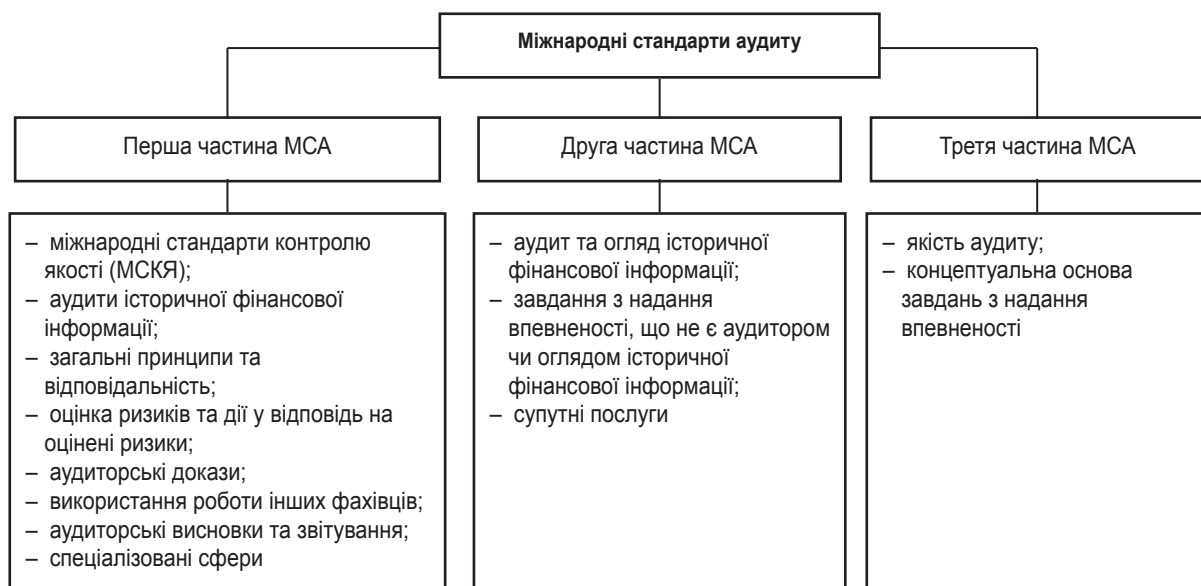 Міжнародні стандарти аудиту
Перша частина МСА
Друга частина МСА
Третя частина МСА
– міжнародні стандарти контролю
якості (МСКЯ);
– аудити історичної фінансової
інформації;
– загальні принципи та
відповідальність;
– оцінка ризиків та дії у відповідь на
оцінені ризики;
– аудиторські докази;
– використання роботи інших фахівців;
– аудиторські висновки та звітування;
– спеціалізовані сфери
– аудит та огляд історичної
фінансової інформації;
– завдання з надання
впевненості, що не є аудитором
чи оглядом історичної
фінансової інформації;
– супутні послуги
– якість аудиту;
– концептуальна основа
завдань з надання
впевненості